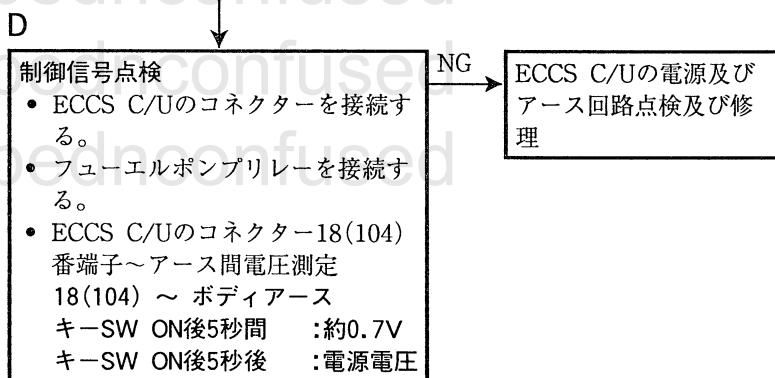 D
制御信号点検
• ECCS C/Uのコネクターを接続す
る。
• フューエルポンプリレーを接続す
る。
• ECCS C/Uのコネクター18(104)
番端子～アース間電圧測定
18(104) ～ ボディアース
キーSW ON後5秒間 :約0.7V
キーSW ON後5秒後 :電源電圧
NG
ECCS C/Uの電源及び
アース回路点検及び修
理